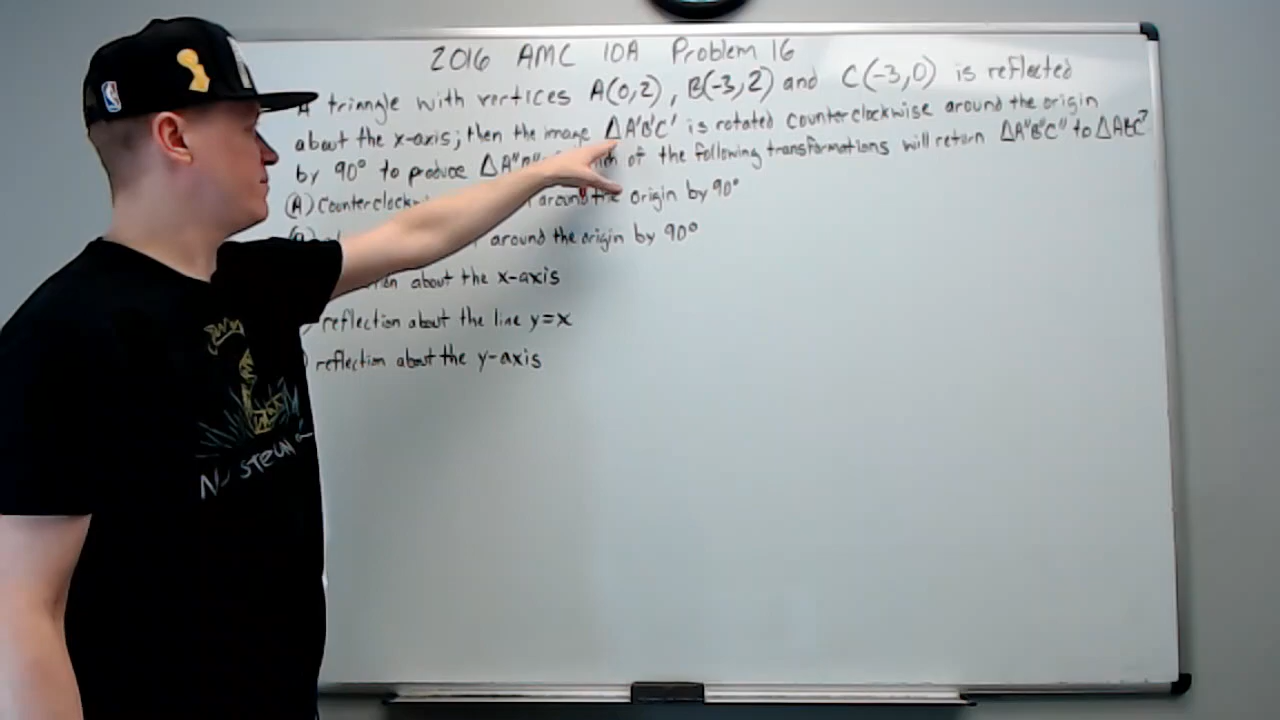 2016 AMC 10A Problem 16
A triangle with vertices A(0,2), B(-3,2) and C(-3,0) is reflected
about the x-axis; then the image ΔA'B'C' is rotated counterclockwise around the origin
by 90° to produce ΔA" of the following transformations will return ΔA"B"C" to ΔABC?
(A) Counterclockwi around the origin by 90°
around the origin by 90°
about the x-axis
reflection about the line y=x
reflection about the y-axis
NBA